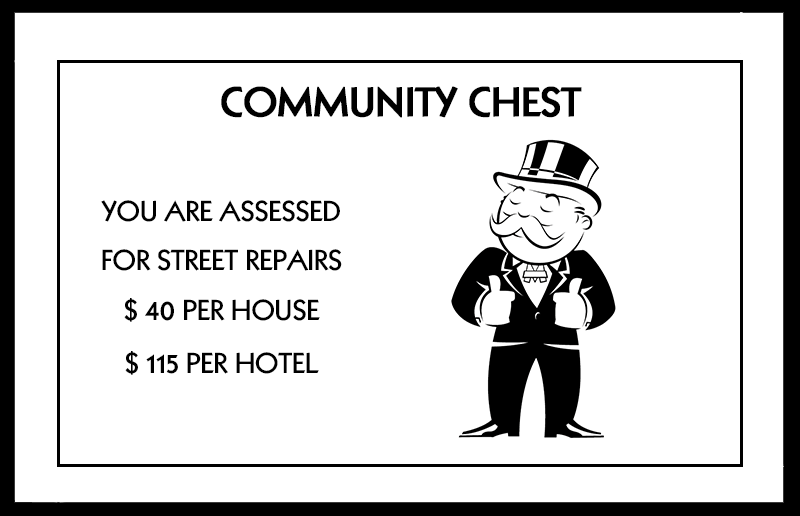 COMMUNITY CHEST
YOU ARE ASSESSED
FOR STREET REPAIRS
$ 40 PER HOUSE
$ 115 PER HOTEL